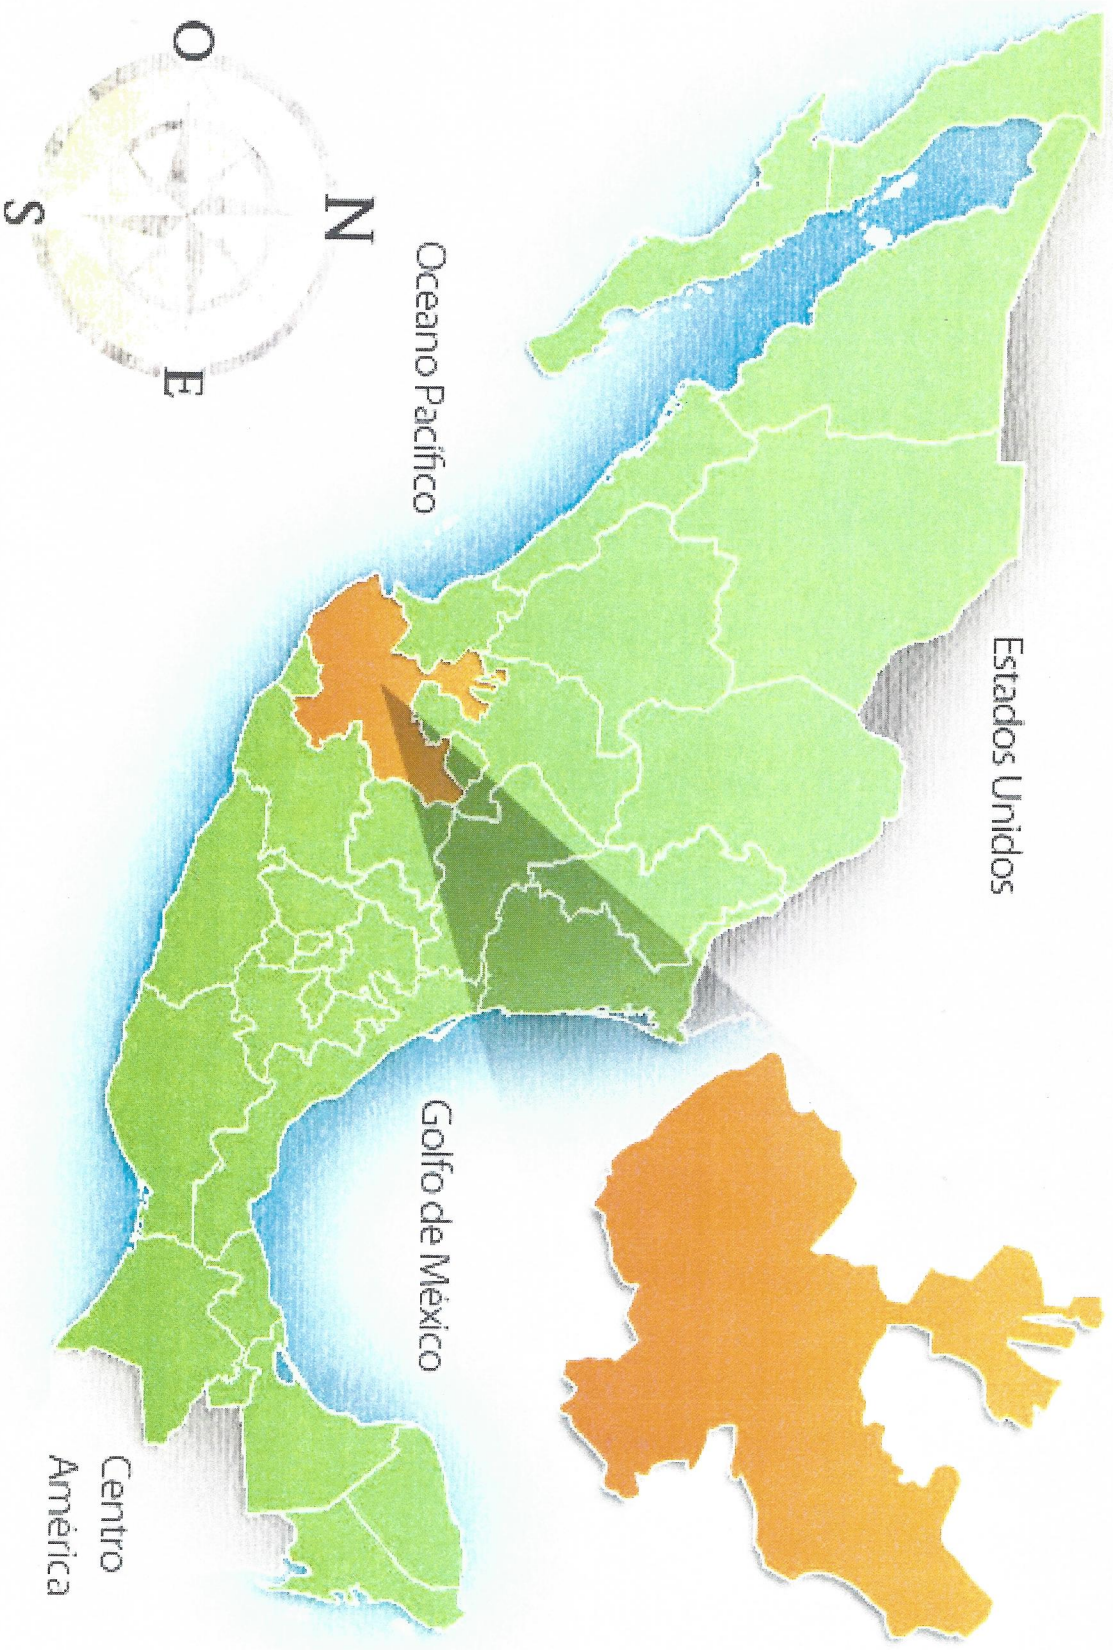 Estados Unidos
Oceano Pacífico
Golfo de México
N
O
E
S
Centro
América